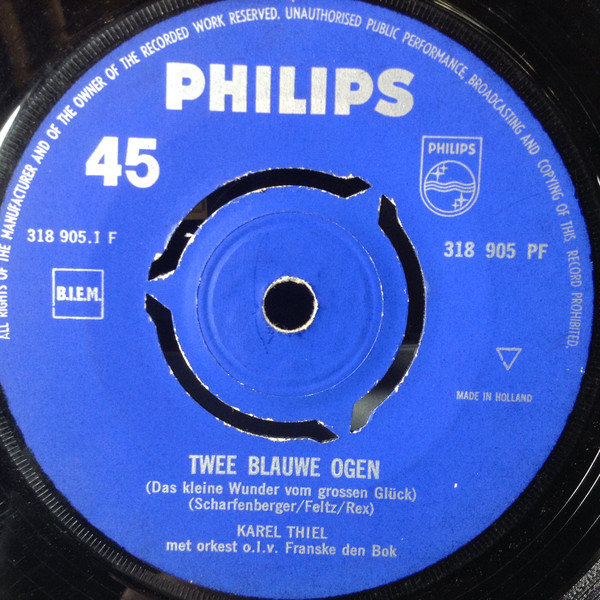 ALL RIGHTS OF THE MANUFACTURER AND OF THE OWNER OF THE RECORDED WORK RESERVED. UNAUTHORISED PUBLIC PERFORMANCE, BROADCASTING AND COPYING OF THIS RECORD PROHIBITED.
PHILIPS
45
PHILIPS
318 905.1 F
318 905 PF
B.I.E.M.
MADE IN HOLLAND
TWEE BLAUWE OGEN
(Das kleine Wunder vom grossen Glück)
(Scharfenberger/Feltz/Rex)
KAREL THIEL
met orkest o.l.v. Franske den Bok